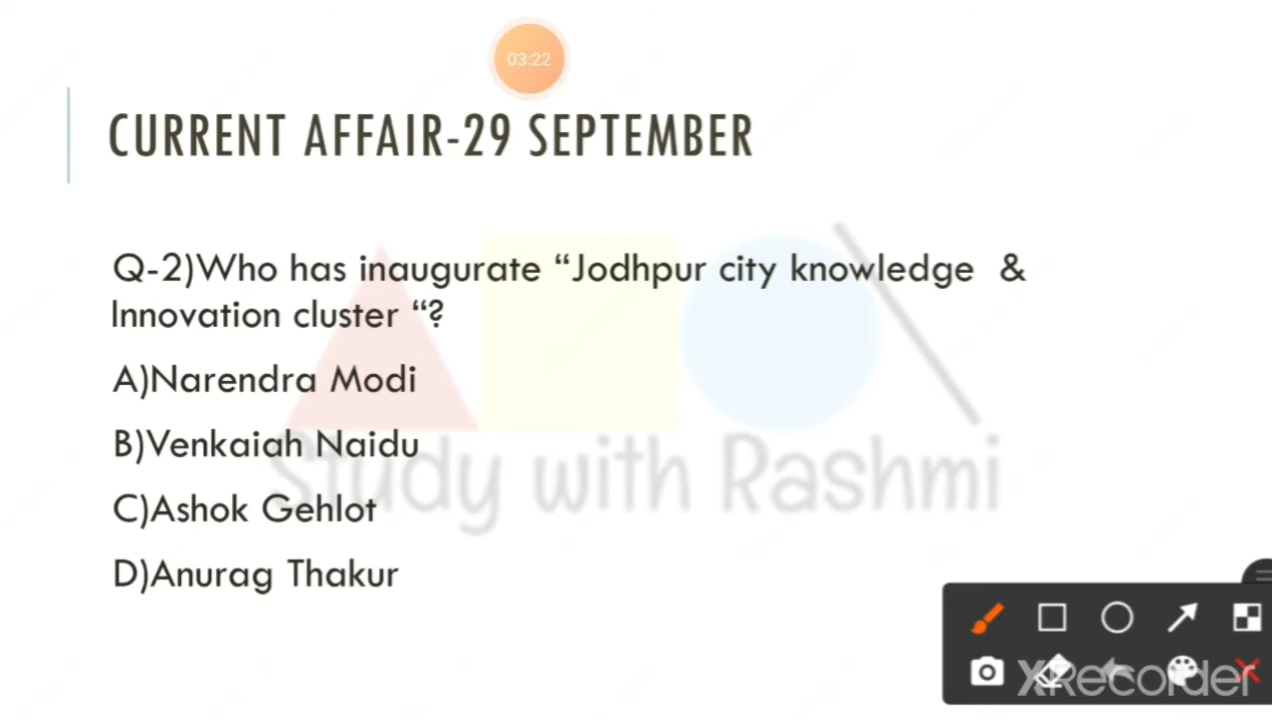 03:22
CURRENT AFFAIR-29 SEPTEMBER
Q-2)Who has inaugurate “Jodhpur city knowledge &
Innovation cluster “?
A)Narendra Modi
B)Venkaiah Naidu
C)Ashok Gehlot
D)Anurag Thakur
Study with Rashmi
XRecorder